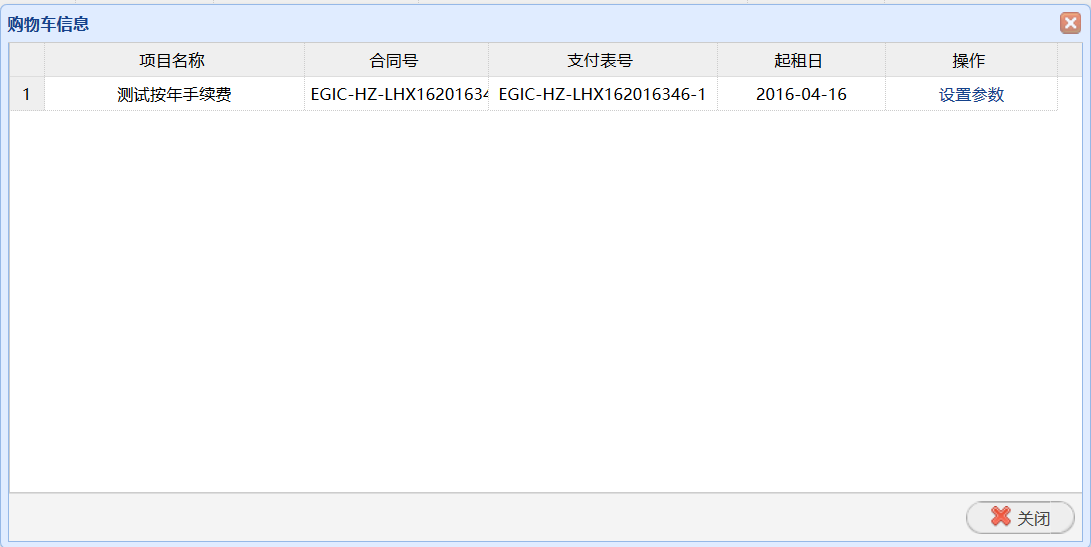 购物车信息
项目名称 合同号 支付表号 起租日 操作
1 测试按年手续费 EGIC-HZ-LHX16201634 EGIC-HZ-LHX162016346-1 2016-04-16 设置参数
关闭